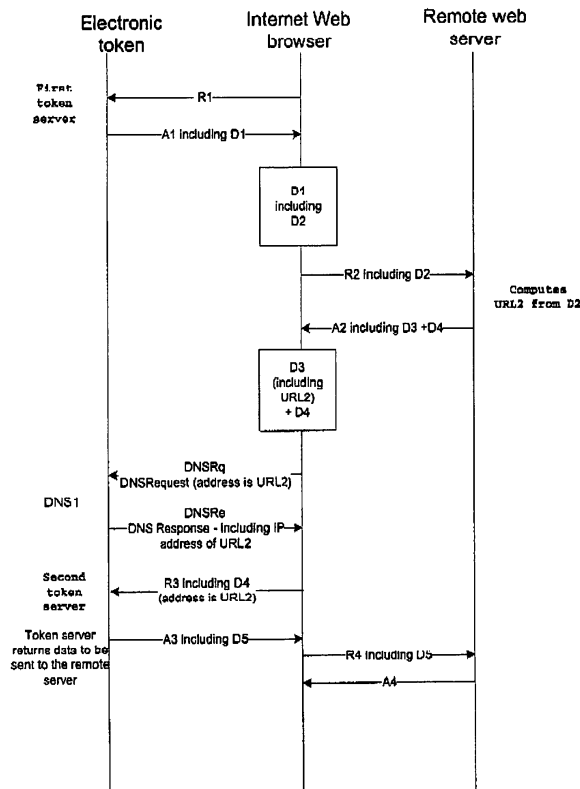 Electronic
token
Internet Web
browser
Remote web
server
First
token
server
R1
A1 including D1
D1
including
D2
R2 including D2
Computes
URL2 from D2
A2 including D3 +D4
D3
(including
URL2)
+ D4
DNSRq
DNSRequest (address is URL2)
DNS1
DNSRe
DNS Response - including IP
address of URL2
Second
token
server
R3 including D4
(address is URL2)
Token server
returns data to be
sent to the remote
server
A3 including D5
R4 including D5
A4